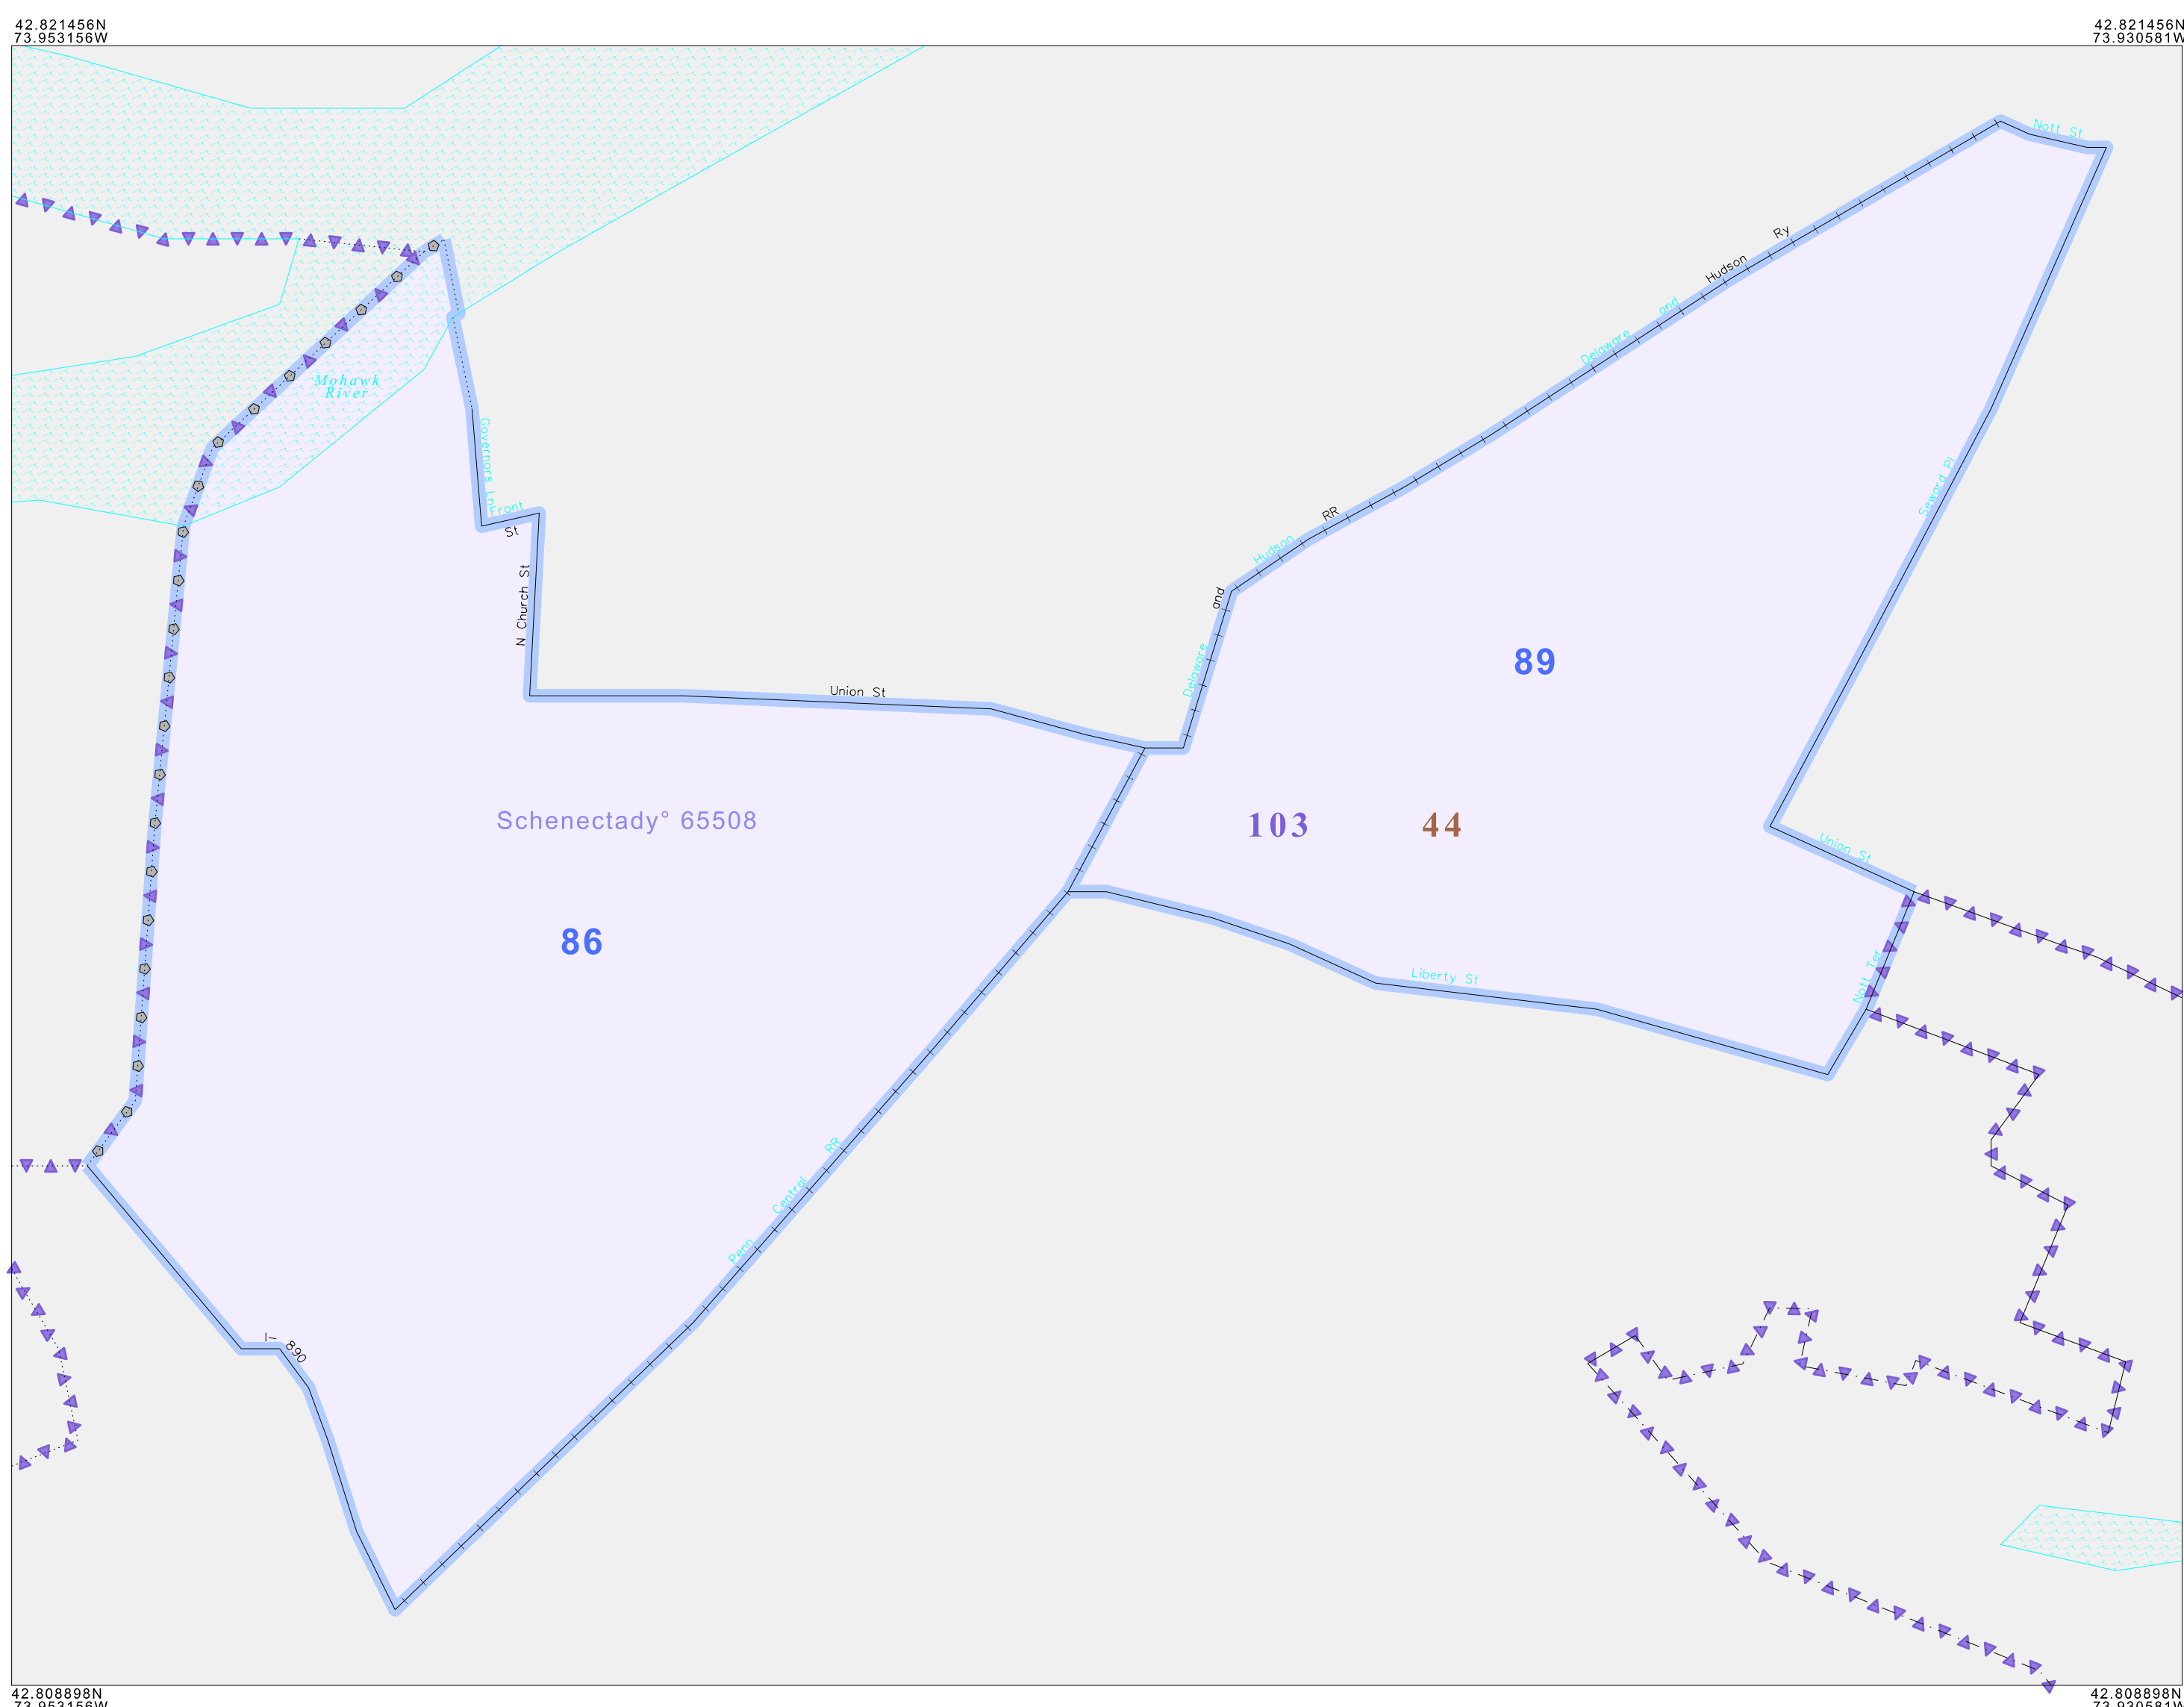 42.821456N
73.953156W
42.821456N
73.930581W
Nott St
Hudson
Ry
Delaware
and
Mohawk
River
Governors Ln
Front
St
Seward Pl
Hudson
RR
N Church St
and
Delaware
89
Union St
Schenectady° 65508
103
44
Union St
86
Liberty St
Nott Ter
Penn
Central
RR
I- 890
42.808898N
73.953156W
42.808898N
73.930581W